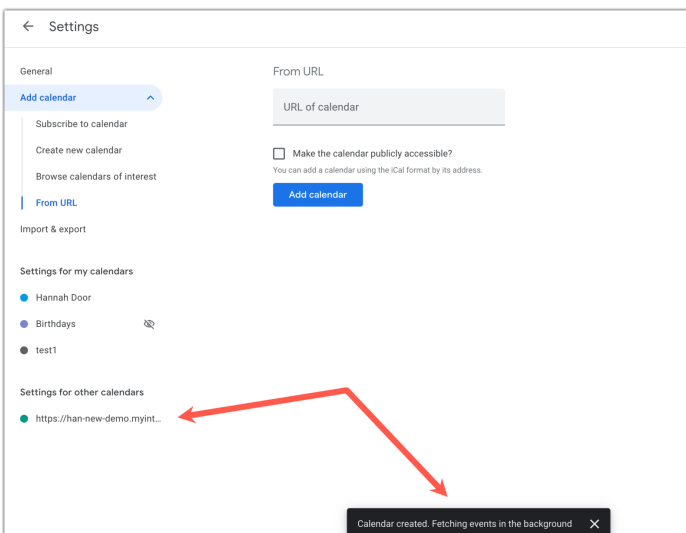 Settings
General
Add calendar
Subscribe to calendar
Create new calendar
Browse calendars of interest
From URL
Import & export
Settings for my calendars
Hannah Door
Birthdays
test1
Settings for other calendars
https://han-new-demo.myint...
From URL
URL of calendar
Make the calendar publicly accessible?
You can add a calendar using the iCal format by its address.
Add calendar
Calendar created. Fetching events in the background